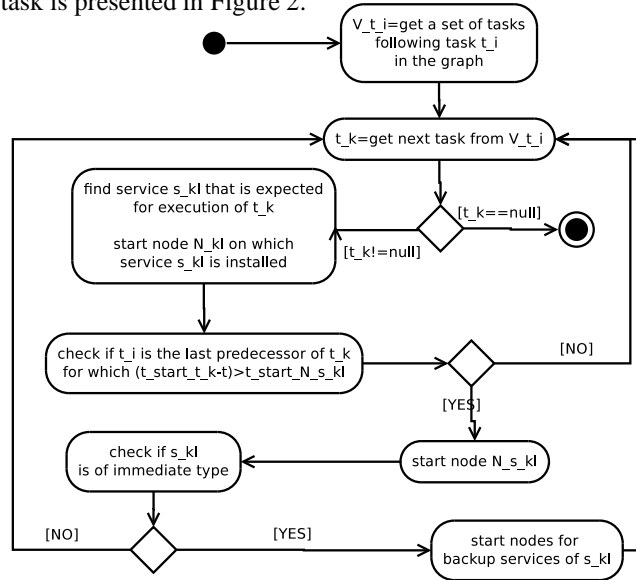 task is presented in Figure 2.
V_t_i=get a set of tasks
following task t_i
in the graph
t_k=get next task from V_t_i
find service s_kl that is expected
for execution of t_k
start node N_kl on which
service s_kl is installed
[t_k==null]
[t_k!=null]
check if t_i is the last predecessor of t_k
for which (t_start_t_k-t)>t_start_N_s_kl
[NO]
[YES]
check if s_kl
is of immediate type
start node N_s_kl
[NO]
[YES]
start nodes for
backup services of s_kl